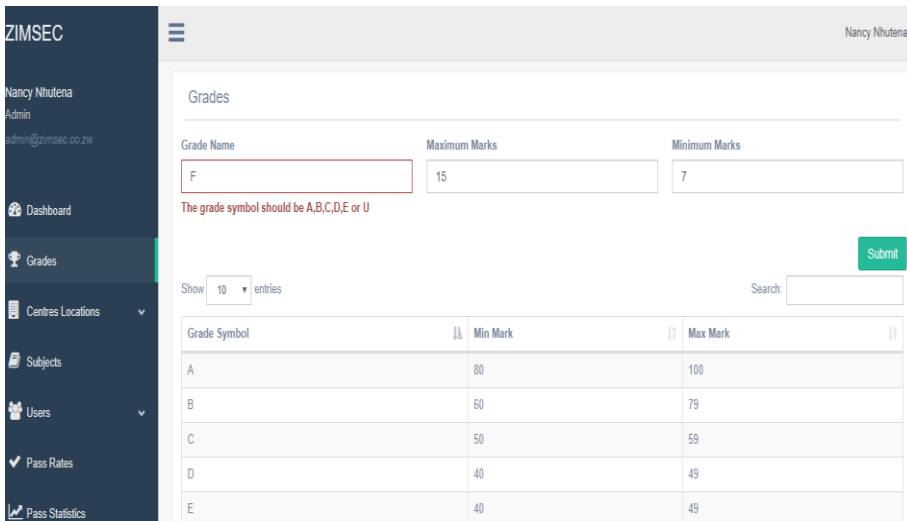 ZIMSEC
Nancy Nhutena
Nancy Nhutena
Admin
admin@zimsec.co.zw
Dashboard
Grades
Centres Locations
Subjects
Users
Pass Rates
Pass Statistics
Grades
Grade Name Maximum Marks Minimum Marks
F 15 7
The grade symbol should be A,B,C,D,E or U
Submit
Show 10 entries Search:
Grade Symbol Min Mark Max Mark
A 80 100
B 60 79
C 50 59
D 40 49
E 40 49